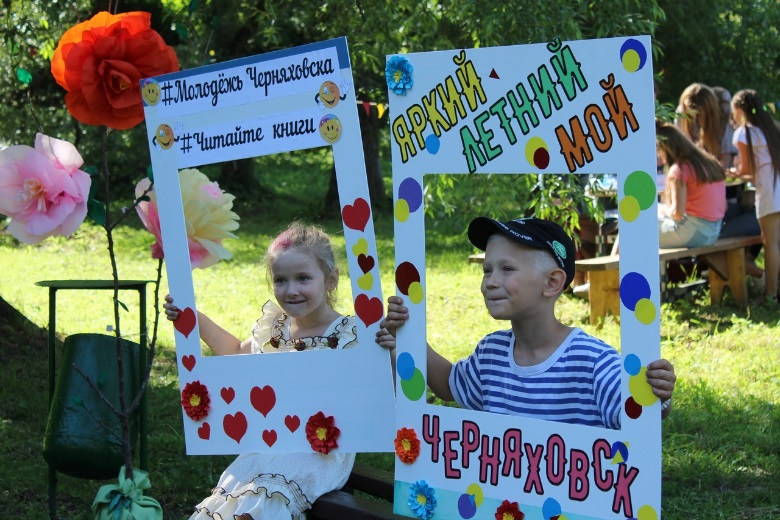 #Молодёжь Черняховска
#Читайте книги
ЯРКИЙ
ЛЕТНИЙ
МОЙ
ЧЕРНЯХОВСК